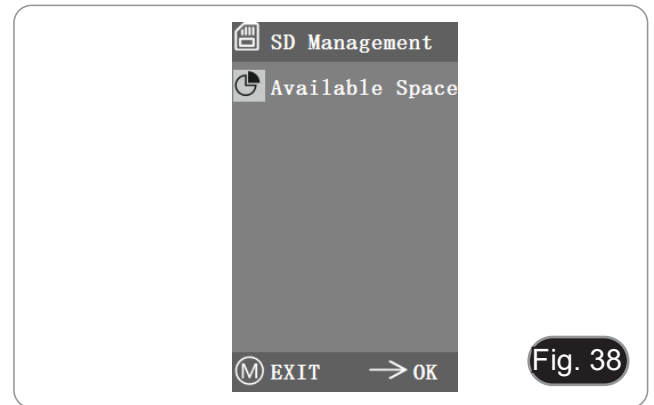 SD Management
Available Space
M EXIT → OK
Fig. 38